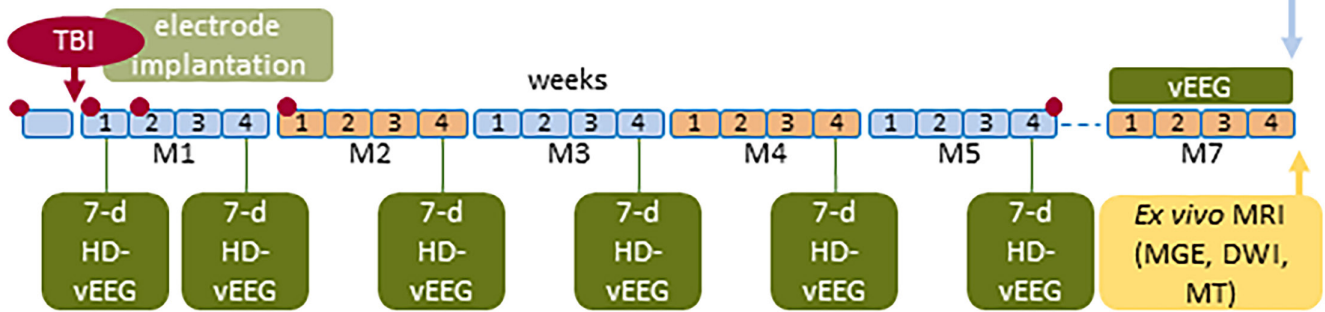 TBI
electrode
implantation
weeks
vEEG
1 2 3 4 1 2 3 4 1 2 3 4 1 2 3 4 1 2 3 4 1 2 3 4
M1 M2 M3 M4 M5 M7
7-d
HD-
vEEG
7-d
HD-
vEEG
7-d
HD-
vEEG
7-d
HD-
vEEG
7-d
HD-
vEEG
7-d
HD-
vEEG
Ex vivo MRI
(MGE, DWI,
MT)